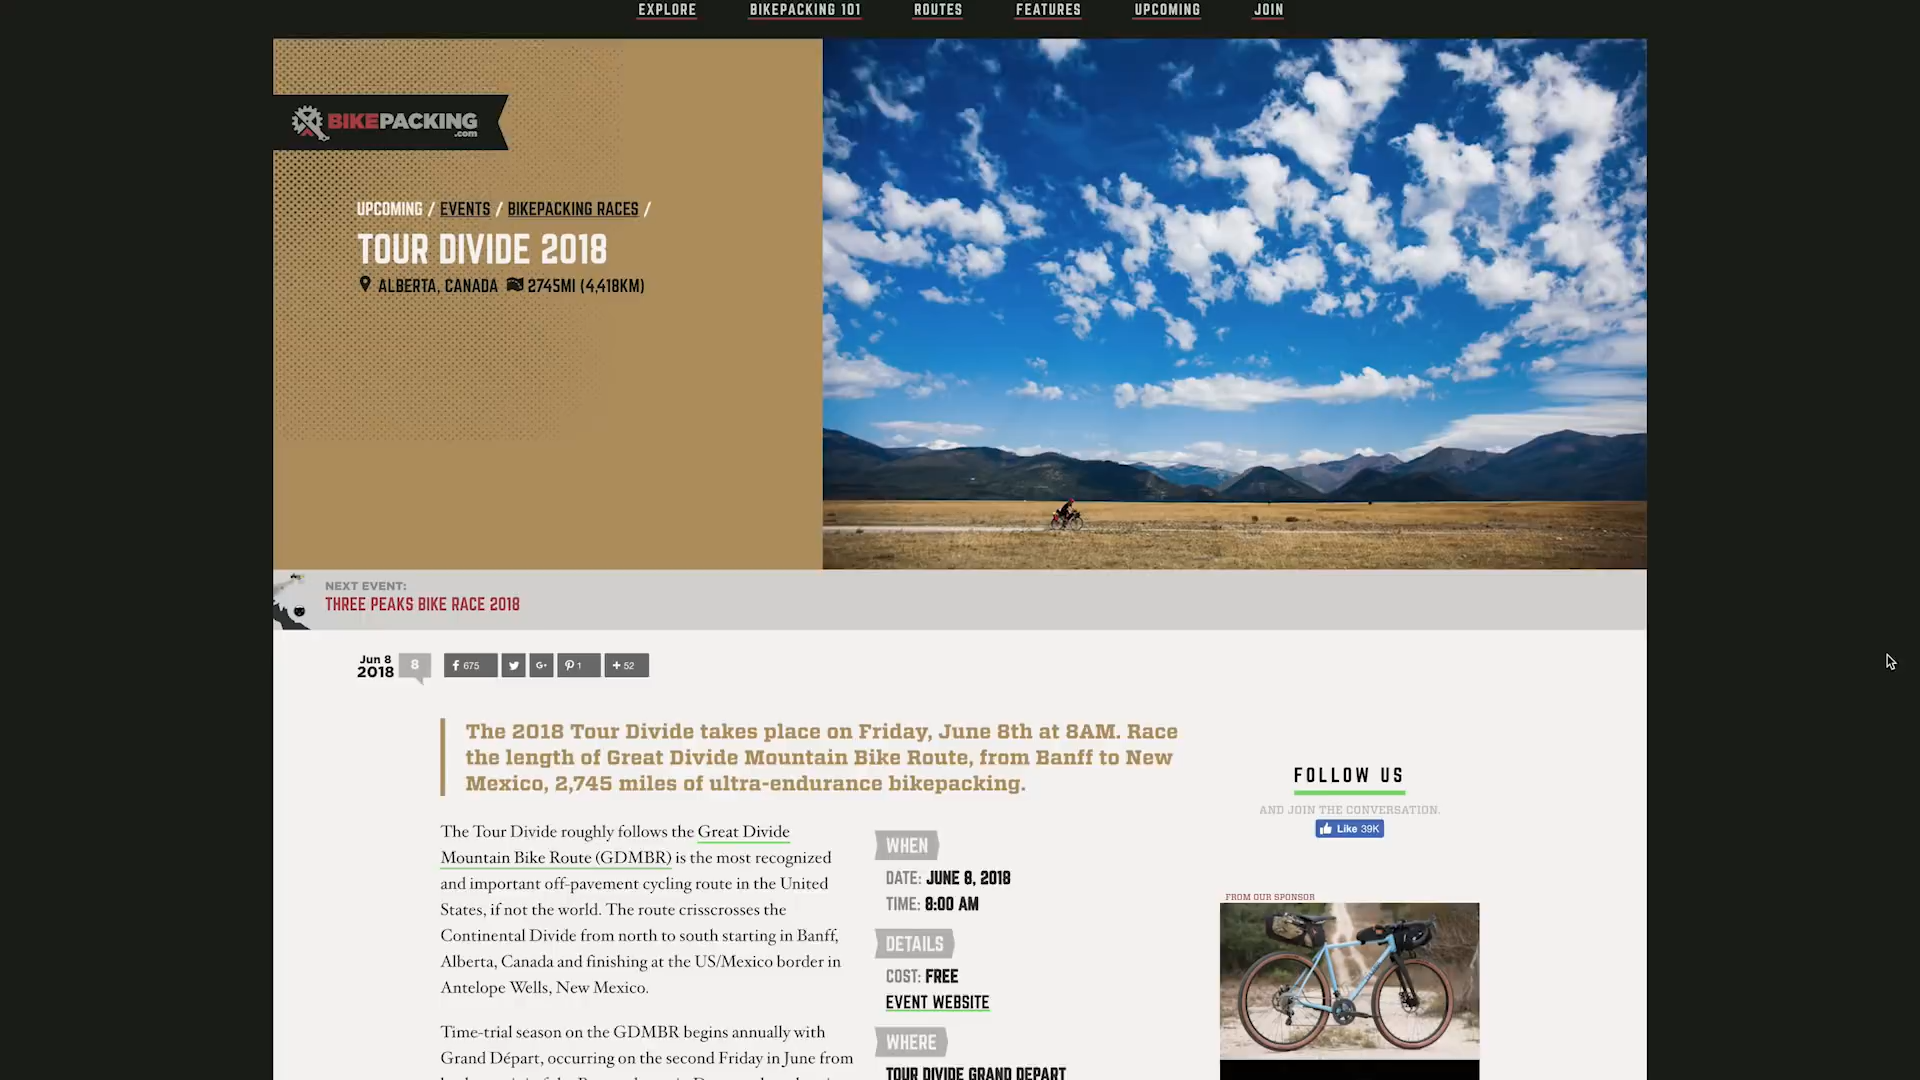 EXPLORE BIKEPACKING 101 ROUTES FEATURES UPCOMING JOIN
BIKEPACKING
.com
UPCOMING / EVENTS / BIKEPACKING RACES /
TOUR DIVIDE 2018
ALBERTA, CANADA 2745MI (4,418KM)
NEXT EVENT:
THREE PEAKS BIKE RACE 2018
Jun 8
2018
8
675
G+
1
+ 52
The 2018 Tour Divide takes place on Friday, June 8th at 8AM. Race
the length of Great Divide Mountain Bike Route, from Banff to New
Mexico, 2,745 miles of ultra-endurance bikepacking.
The Tour Divide roughly follows the Great Divide
Mountain Bike Route (GDMBR) is the most recognized
and important off-pavement cycling route in the United
States, if not the world. The route crisscrosses the
Continental Divide from north to south starting in Banff,
Alberta, Canada and finishing at the US/Mexico border in
Antelope Wells, New Mexico.
Time-trial season on the GDMBR begins annually with
Grand Départ, occurring on the second Friday in June from
WHEN
DATE: JUNE 8, 2018
TIME: 8:00 AM
DETAILS
COST: FREE
EVENT WEBSITE
WHERE
TOUR DIVIDE GRAND DEPART
FOLLOW US
AND JOIN THE CONVERSATION.
Like 39K
FROM OUR SPONSOR